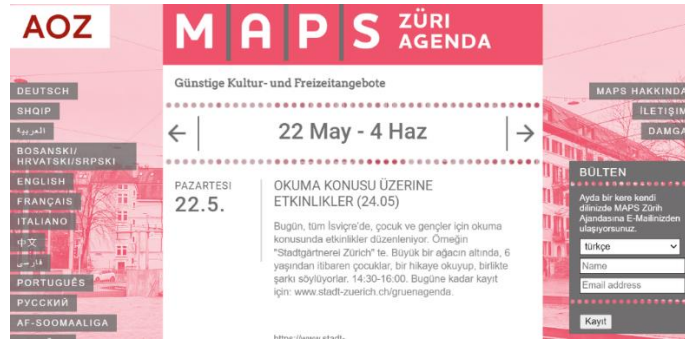 AOZ
MAPS ZÜRI
AGENDA
DEUTSCH
SHQIP
العربية
BOSANSKI/
HRVATSKI/SRPSKI
ENGLISH
FRANÇAIS
ITALIANO
中文
فارسی
PORTUGUÊS
РУССКИЙ
AF-SOOMAALIGA
Günstige Kultur- und Freizeitangebote
← 22 May - 4 Haz →
PAZARTESI
22.5.
OKUMA KONUSU ÜZERINE
ETKINLIKLER (24.05)
Bugün, tüm İsviçre'de, çocuk ve gençler için okuma
konusunda etkinlikler düzenleniyor. Örneğin
"Stadtgärtnerei Zürich" te. Büyük bir ağacın altında, 6
yaşından itibaren çocuklar, bir hikaye okuyup, birlikte
şarkı söylüyorlar. 14:30-16:00. Bugüne kadar kayıt
için: www.stadt-zuerich.ch/gruenagenda.
https://www.stadt-
MAPS HAKKINDA
İLETIŞIM
DAMGA
BÜLTEN
Ayda bir kere kendi
dilinizde MAPS Zürih
Ajandasına E-Mailinizden
ulaşıyorsunuz.
türkçe
Name
Email address
Kayıt